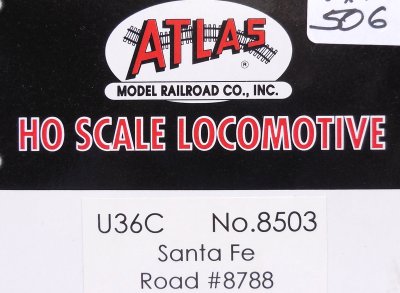 506
ATLAS
®
MODEL RAILROAD CO., INC.
HO SCALE LOCOMOTIVE
U36C No.8503
Santa Fe
Road #8788